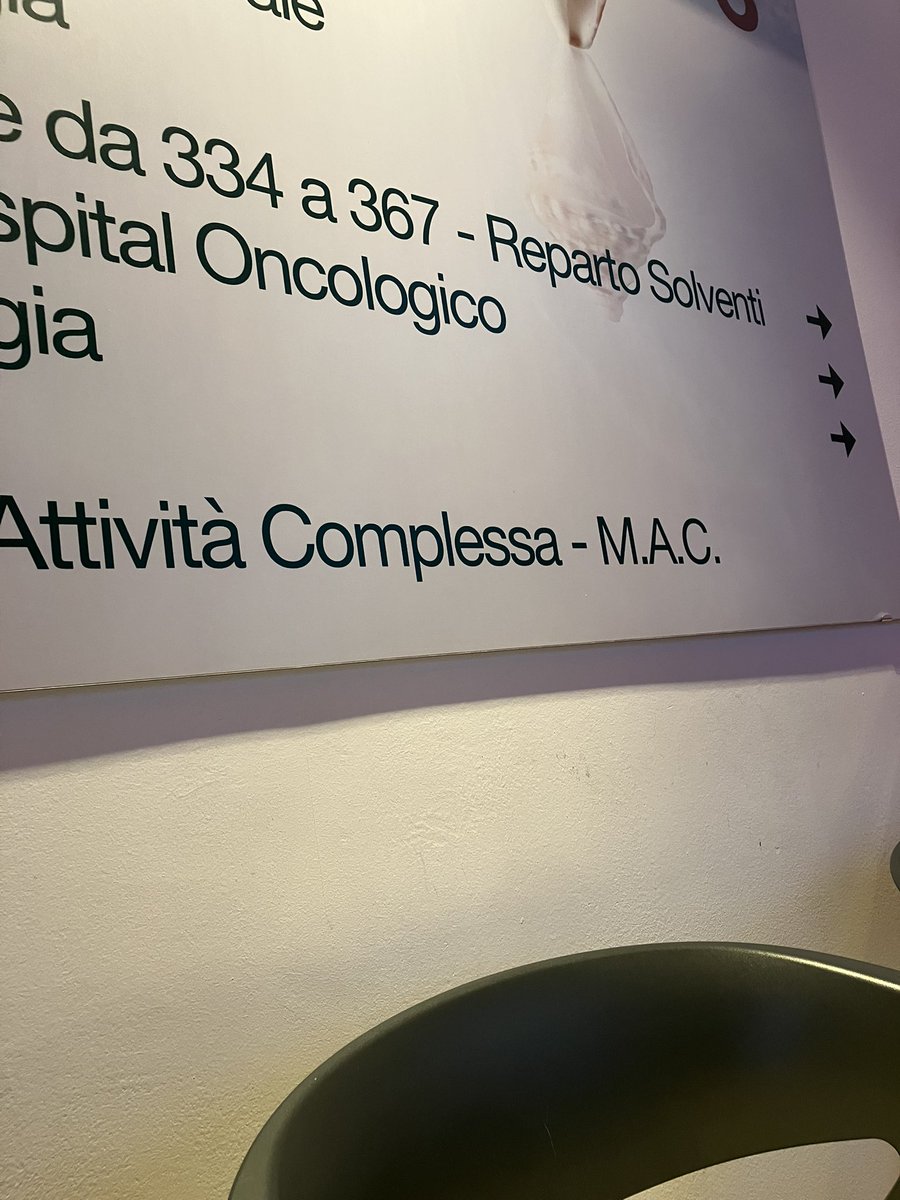 e da 334 a 367 - Reparto Solventi
spital Oncologico
gia
Attività Complessa - M.A.C.